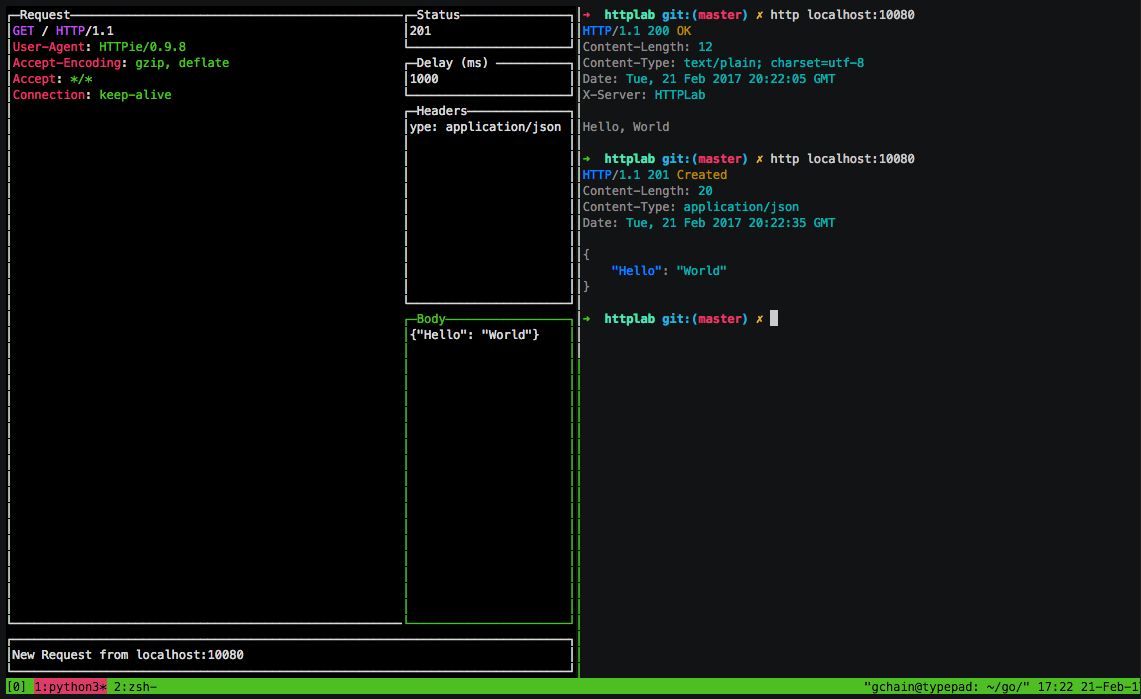 Request
GET / HTTP/1.1
User-Agent: HTTPie/0.9.8
Accept-Encoding: gzip, deflate
Accept: */*
Connection: keep-alive
Status
201
Delay (ms)
1000
Headers
ype: application/json
Body
{"Hello": "World"}
New Request from localhost:10080
➜  httplab git:(master) ✗ http localhost:10080
HTTP/1.1 200 OK
Content-Length: 12
Content-Type: text/plain; charset=utf-8
Date: Tue, 21 Feb 2017 20:22:05 GMT
X-Server: HTTPLab
Hello, World
➜  httplab git:(master) ✗ http localhost:10080
HTTP/1.1 201 Created
Content-Length: 20
Content-Type: application/json
Date: Tue, 21 Feb 2017 20:22:35 GMT
{
    "Hello": "World"
}
➜  httplab git:(master) ✗
[0] 1:python3* 2:zsh- "gchain@typepad: ~/go/" 17:22 21-Feb-1